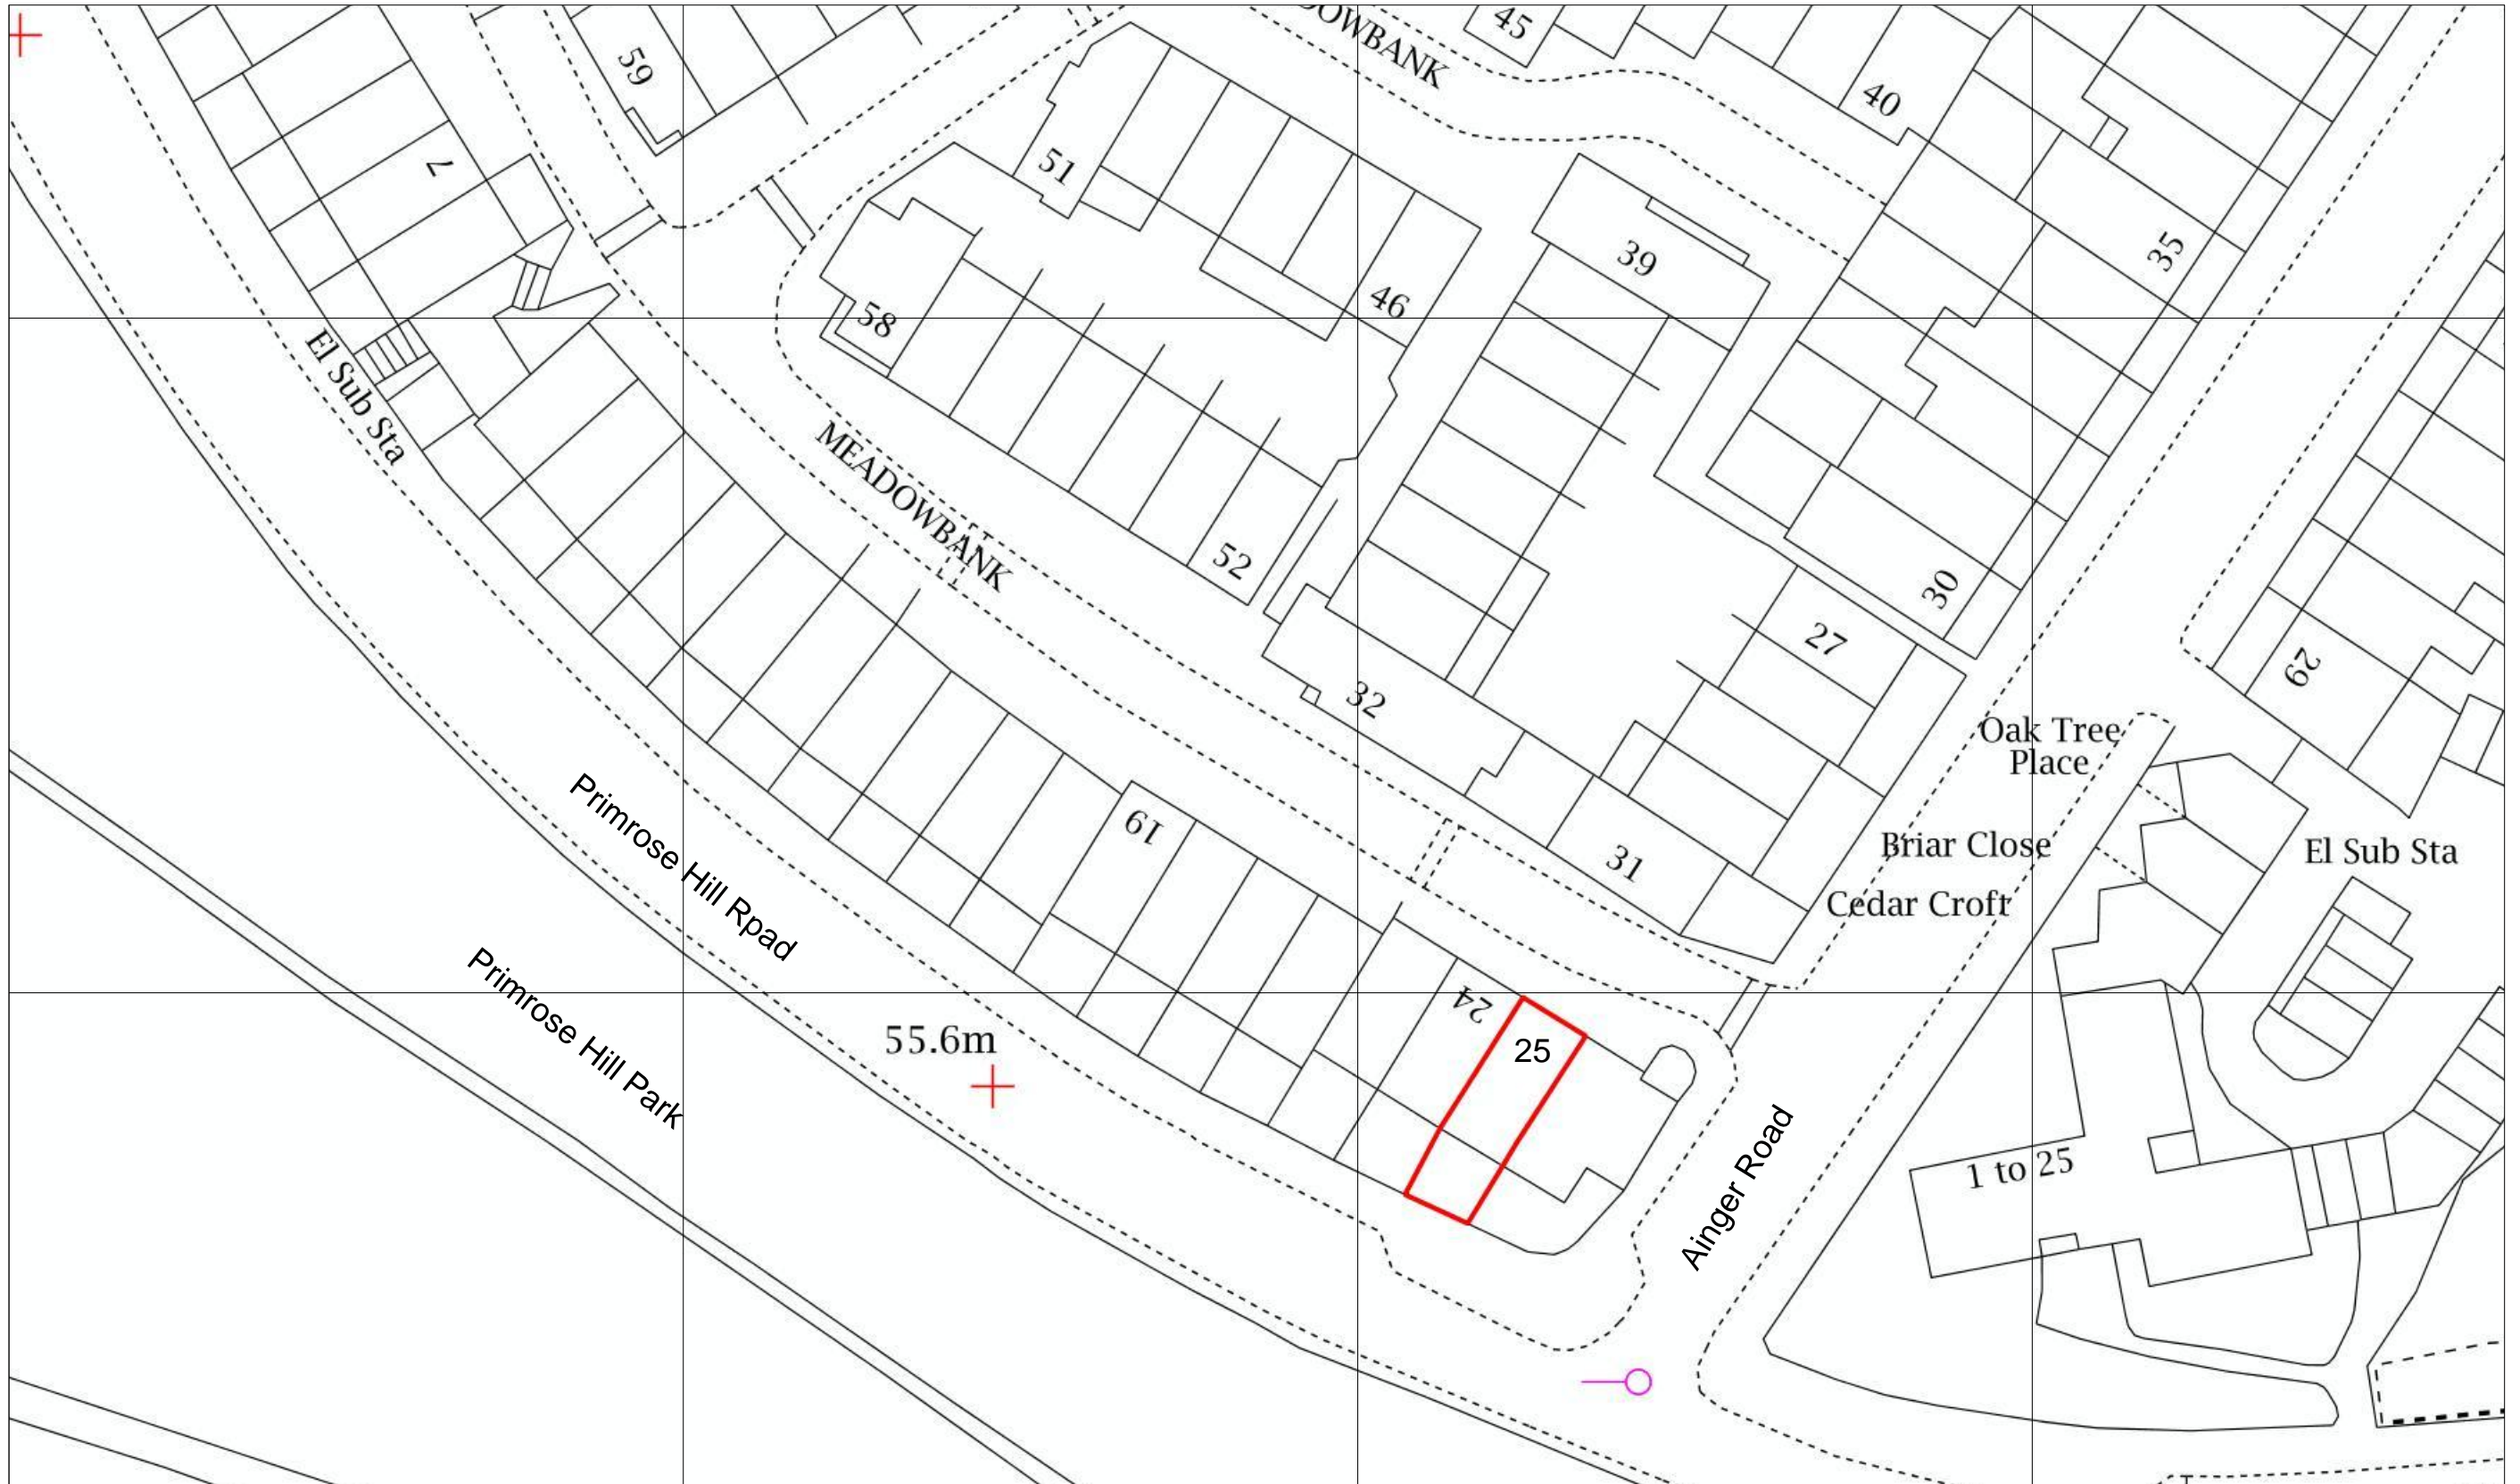 OWBANK
45
59
40
51
7
35
39
46
58
El Sub Sta
MEADOWBANK
52
30
27
29
32
Oak Tree
Place
Primrose Hill Rpad
19
Briar Close
El Sub Sta
31
Cedar Croft
24
Primrose Hill Park
55.6m
25
Ainger Road
1 to 25